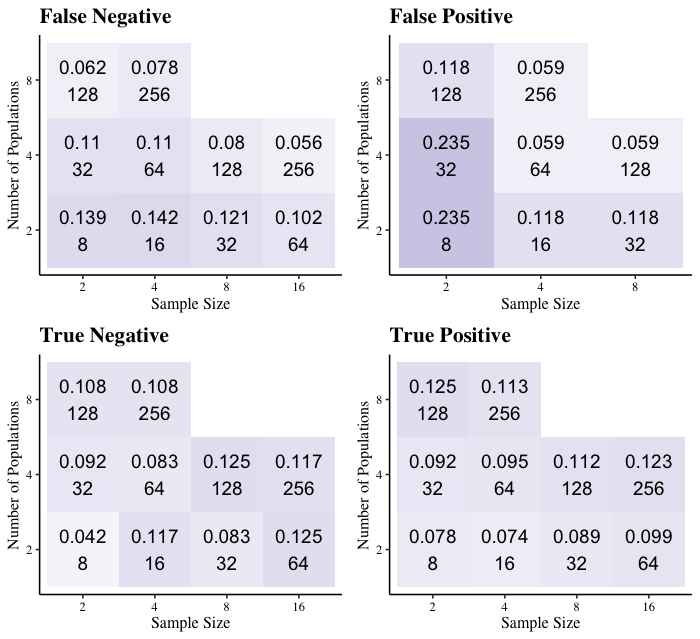 False Negative
Number of Populations
8
4
2
0.062 0.078
128 256
0.11 0.11 0.08 0.056
32 64 128 256
0.139 0.142 0.121 0.102
8 16 32 64
2 4 8 16
Sample Size
False Positive
Number of Populations
8
4
2
0.118 0.059
128 256
0.235 0.059 0.059
32 64 128
0.235 0.118 0.118
8 16 32
2 4 8
Sample Size
True Negative
Number of Populations
8
4
2
0.108 0.108
128 256
0.092 0.083 0.125 0.117
32 64 128 256
0.042 0.117 0.083 0.125
8 16 32 64
2 4 8 16
Sample Size
True Positive
Number of Populations
8
4
2
0.125 0.113
128 256
0.092 0.095 0.112 0.123
32 64 128 256
0.078 0.074 0.089 0.099
8 16 32 64
2 4 8 16
Sample Size